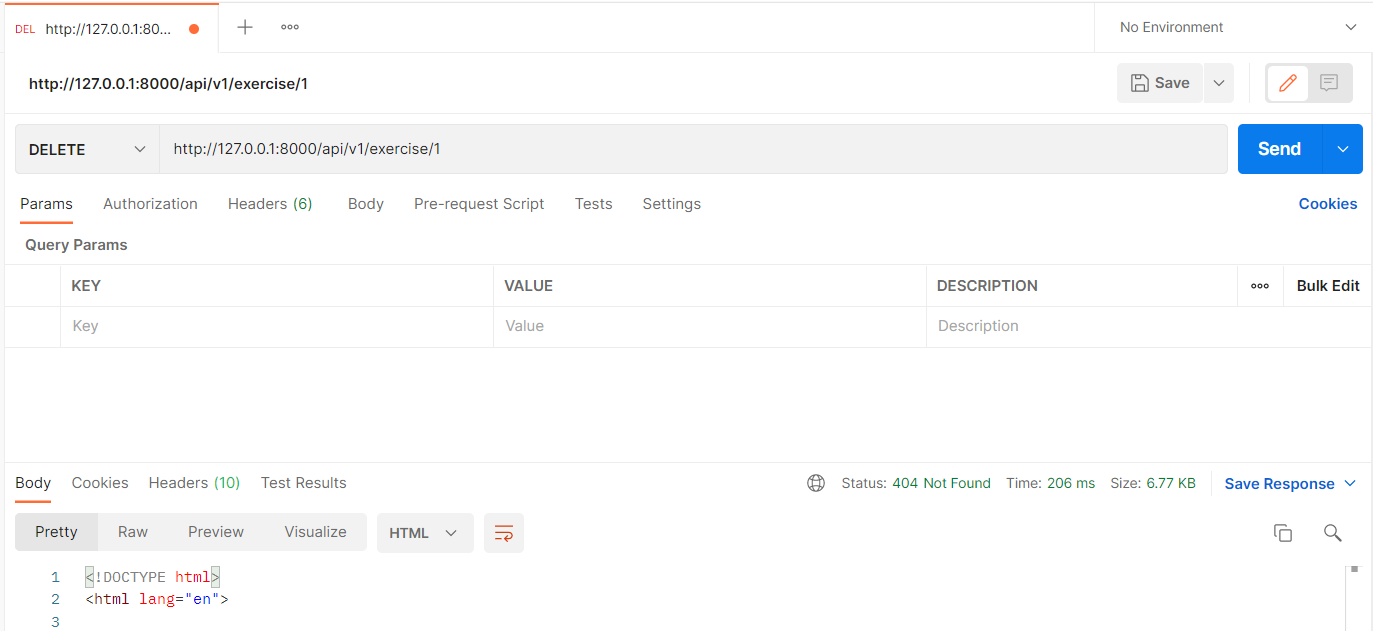 DEL http://127.0.0.1:80...
No Environment
http://127.0.0.1:8000/api/v1/exercise/1
Save
DELETE http://127.0.0.1:8000/api/v1/exercise/1 Send
Params Authorization Headers (6) Body Pre-request Script Tests Settings Cookies
Query Params
KEY VALUE DESCRIPTION Bulk Edit
Key Value Description
Body Cookies Headers (10) Test Results Status: 404 Not Found Time: 206 ms Size: 6.77 KB Save Response
Pretty Raw Preview Visualize HTML
1 <!DOCTYPE html>
2 <html lang="en">
3